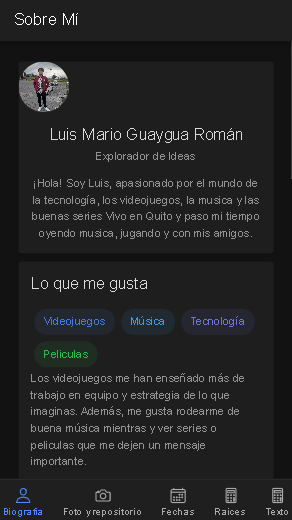 Sobre Mí
Luis Mario Guaygua Román
Explorador de Ideas
¡Hola! Soy Luis, apasionado por el mundo de
la tecnología, los videojuegos, la musica y las
buenas series Vivo en Quito y paso mi tiempo
oyendo musica, jugando y con mis amigos.
Lo que me gusta
Videojuegos Música Tecnología
Peliculas
Los videojuegos me han enseñado más de
trabajo en equipo y estrategia de lo que
imaginas. Además, me gusta rodearme de
buena música mientras y ver series o
peliculas que me dejen un mensaje
importante.
Biografía Foto yrepositorio Fechas Raíces Texto